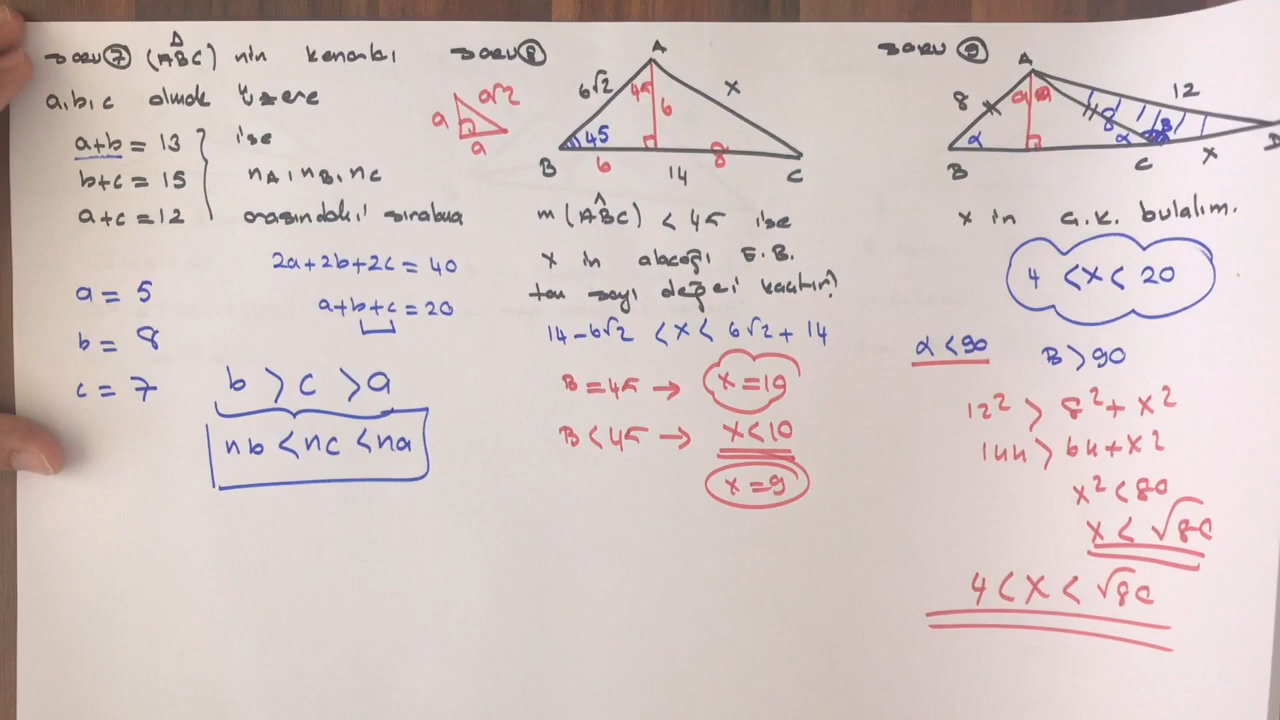 SORU 7 (ABC) nin kenarları
a,b,c olmak üzere
a+b = 13
b+c = 15
a+c = 12
ise
nA, nB, nC
arasındaki sıralama
2a+2b+2c = 40
a+b+c = 20
a = 5
b = 8
c = 7
b > c > a
nb < nc < na
a√2
a
a
SORU 8
A
6√2
45
x
6
45
B
6
8
C
14
m(ABC) < 45 ise
x in alacağı E.B.
tam sayı değeri kaçtır?
14-6√2 < x < 6√2 + 14
B=45 → x=10
B<45 → x<10
x=9
SORU 9
A
8
a
a
12
8
α
α
B
B
C
x
D
x in G.K. bulalım.
4 < x < 20
α<90
B>90
12² > 8² + x²
144 > 64 + x²
x² < 80
x < √80
4 < x < √80